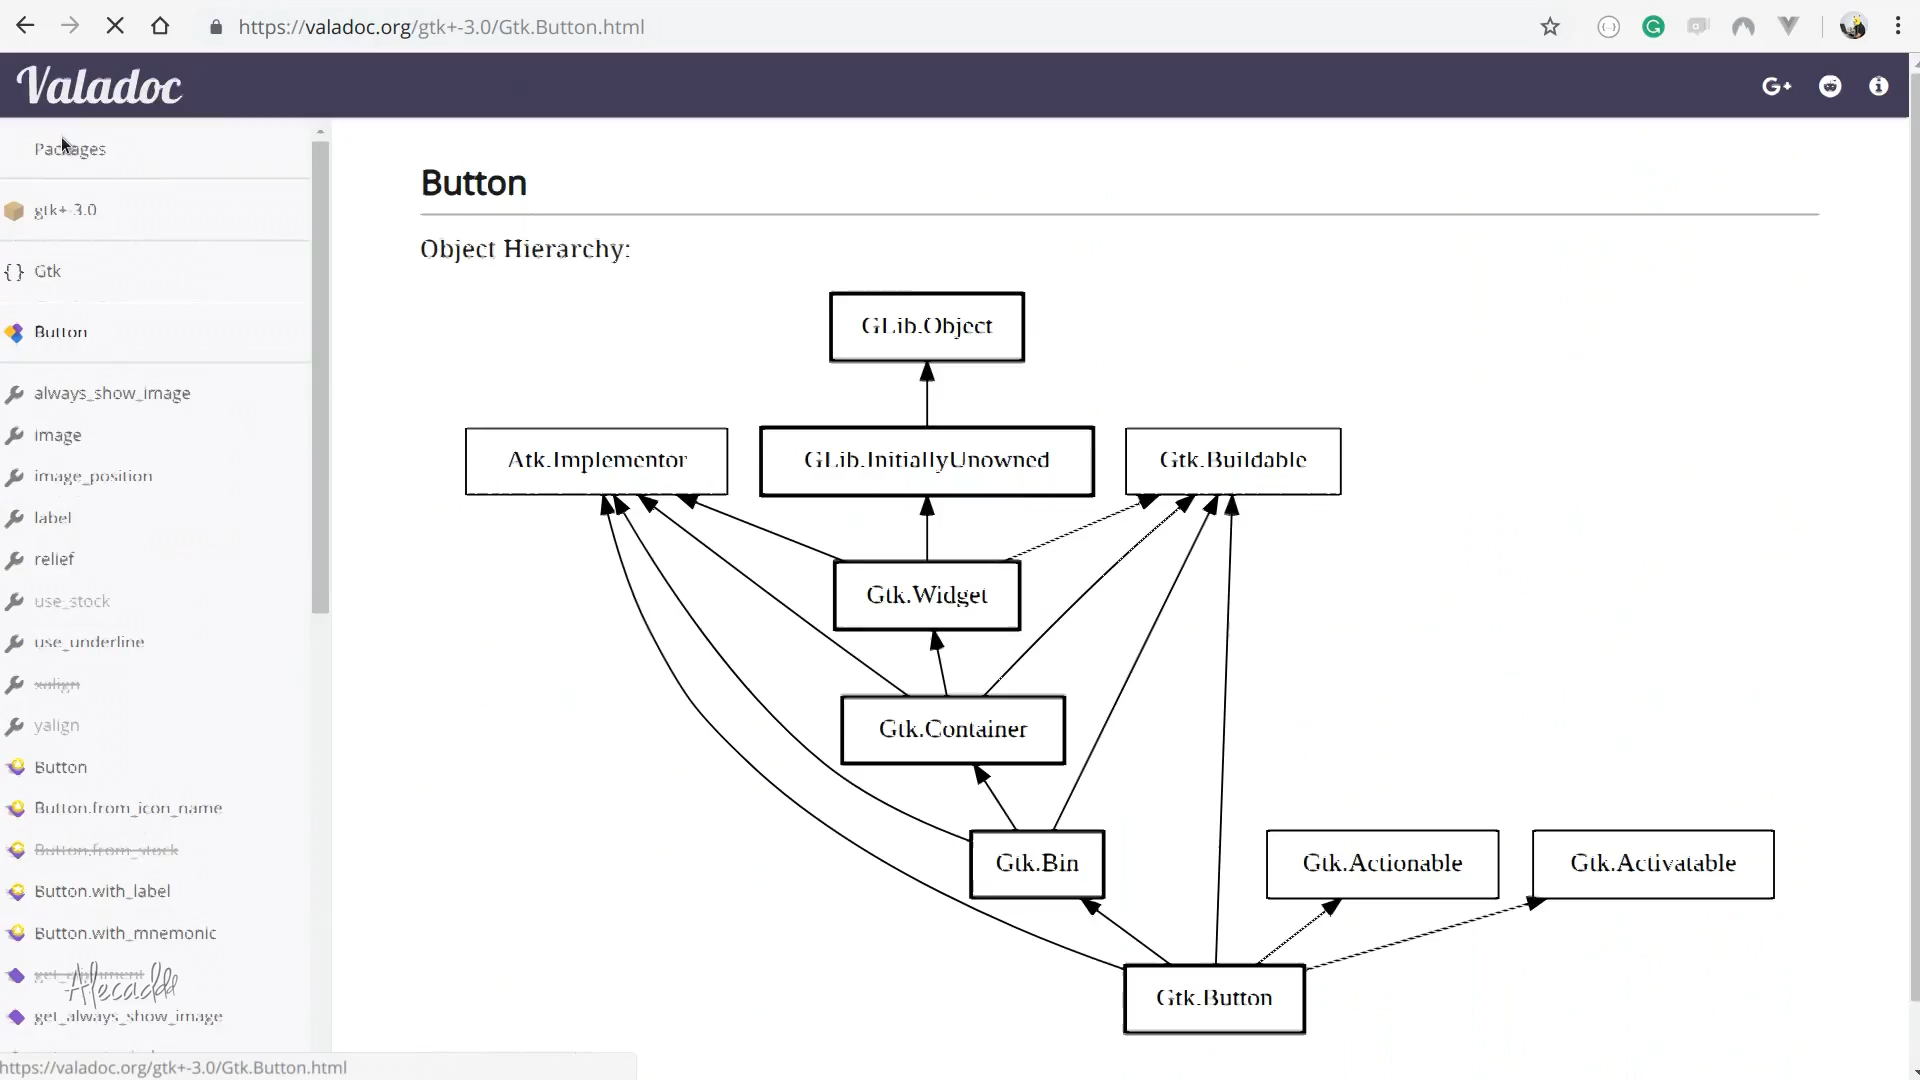 https://valadoc.org/gtk+-3.0/Gtk.Button.html
Valadoc
G+
Packages
gtk+-3.0
{} Gtk
Button
always_show_image
image
image_position
label
relief
use_stock
use_underline
xalign
yalign
Button
Button.from_icon_name
Button.from_stock
Button.with_label
Button.with_mnemonic
get_alignment
Alecaddd
get_always_show_image
https://valadoc.org/gtk+-3.0/Gtk.Button.html
Button
Object Hierarchy:
GLib.Object
Atk.Implementor
GLib.InitiallyUnowned
Gtk.Buildable
Gtk.Widget
Gtk.Container
Gtk.Bin
Gtk.Actionable
Gtk.Activatable
Gtk.Button